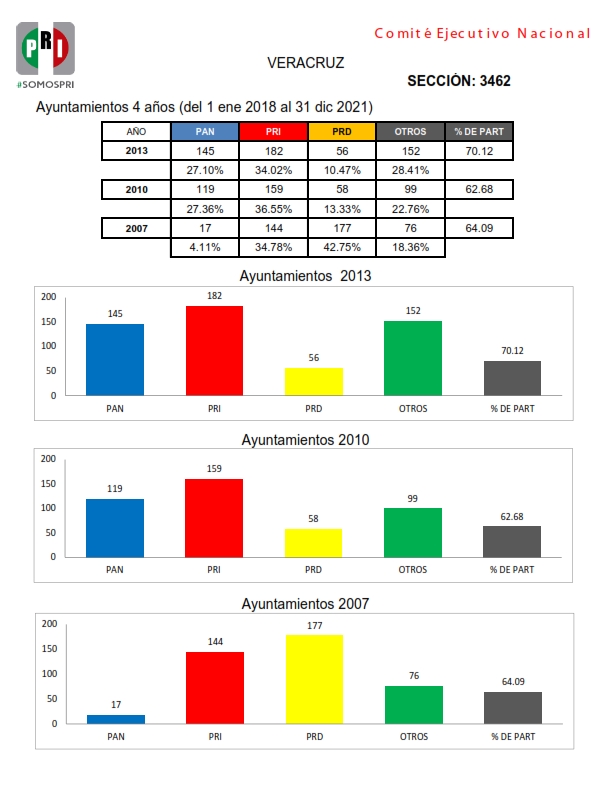 Comité Ejecutivo Nacional
PRI
#SOMOSPRI
VERACRUZ
SECCIÓN: 3462
Ayuntamientos 4 años (del 1 ene 2018 al 31 dic 2021)
AÑO PAN PRI PRD OTROS % DE PART
2013 145 182 56 152 70.12
27.10% 34.02% 10.47% 28.41%
2010 119 159 58 99 62.68
27.36% 36.55% 13.33% 22.76%
2007 17 144 177 76 64.09
4.11% 34.78% 42.75% 18.36%
Ayuntamientos 2013
200
150
100
50
0
145 182 56 152 70.12
PAN PRI PRD OTROS % DE PART
Ayuntamientos 2010
200
150
100
50
0
119 159 58 99 62.68
PAN PRI PRD OTROS % DE PART
Ayuntamientos 2007
200
150
100
50
0
17 144 177 76 64.09
PAN PRI PRD OTROS % DE PART